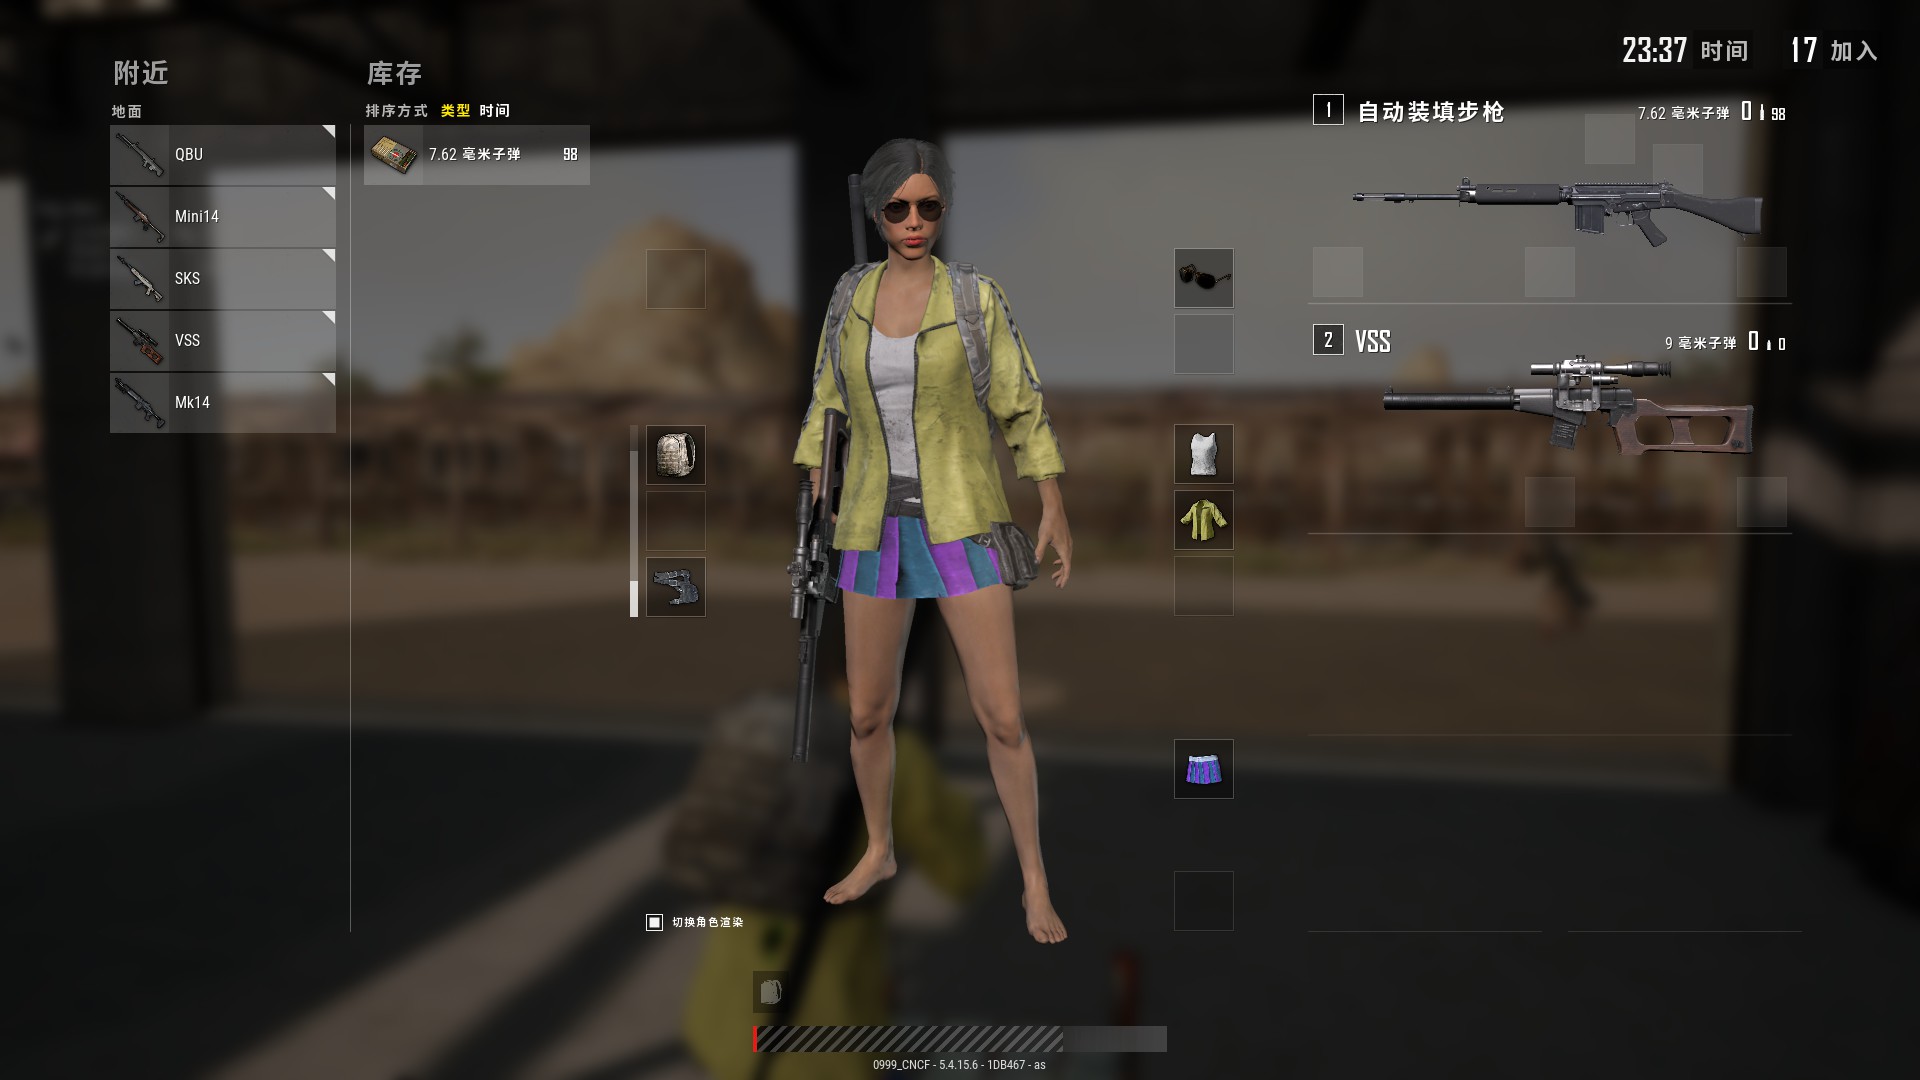 23:37 时间 17 加入
附近
地面
QBU
Mini14
SKS
VSS
Mk14
库存
排序方式 类型 时间
7.62 毫米子弹 98
切换角色渲染
1 自动装填步枪 7.62 毫米子弹 0 98
2 VSS 9 毫米子弹 0 0
0999_CNCF - 5.4.15.6 - 1DB467 - as